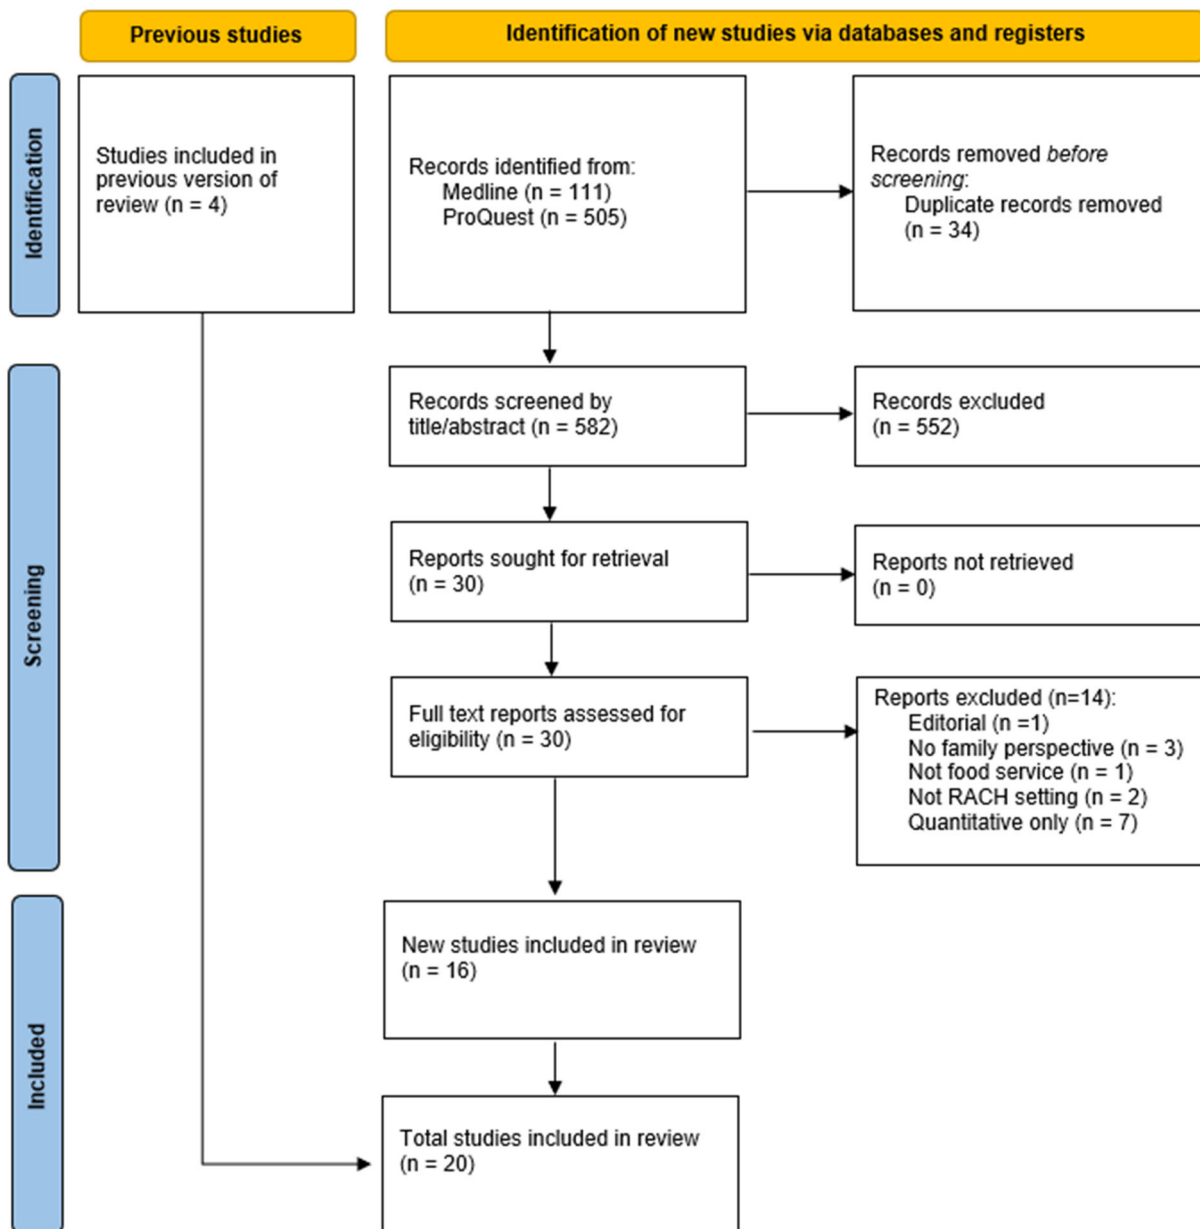 Previous studies
Identification of new studies via databases and registers
Identification
Studies included in
previous version of
review (n = 4)
Records identified from:
Medline (n = 111)
ProQuest (n = 505)
Records removed before
screening:
Duplicate records removed
(n = 34)
Screening
Records screened by
title/abstract (n = 582)
Records excluded
(n = 552)
Reports sought for retrieval
(n = 30)
Reports not retrieved
(n = 0)
Full text reports assessed for
eligibility (n = 30)
Reports excluded (n=14):
Editorial (n =1)
No family perspective (n = 3)
Not food service (n = 1)
Not RACH setting (n = 2)
Quantitative only (n = 7)
Included
New studies included in review
(n = 16)
Total studies included in review
(n = 20)